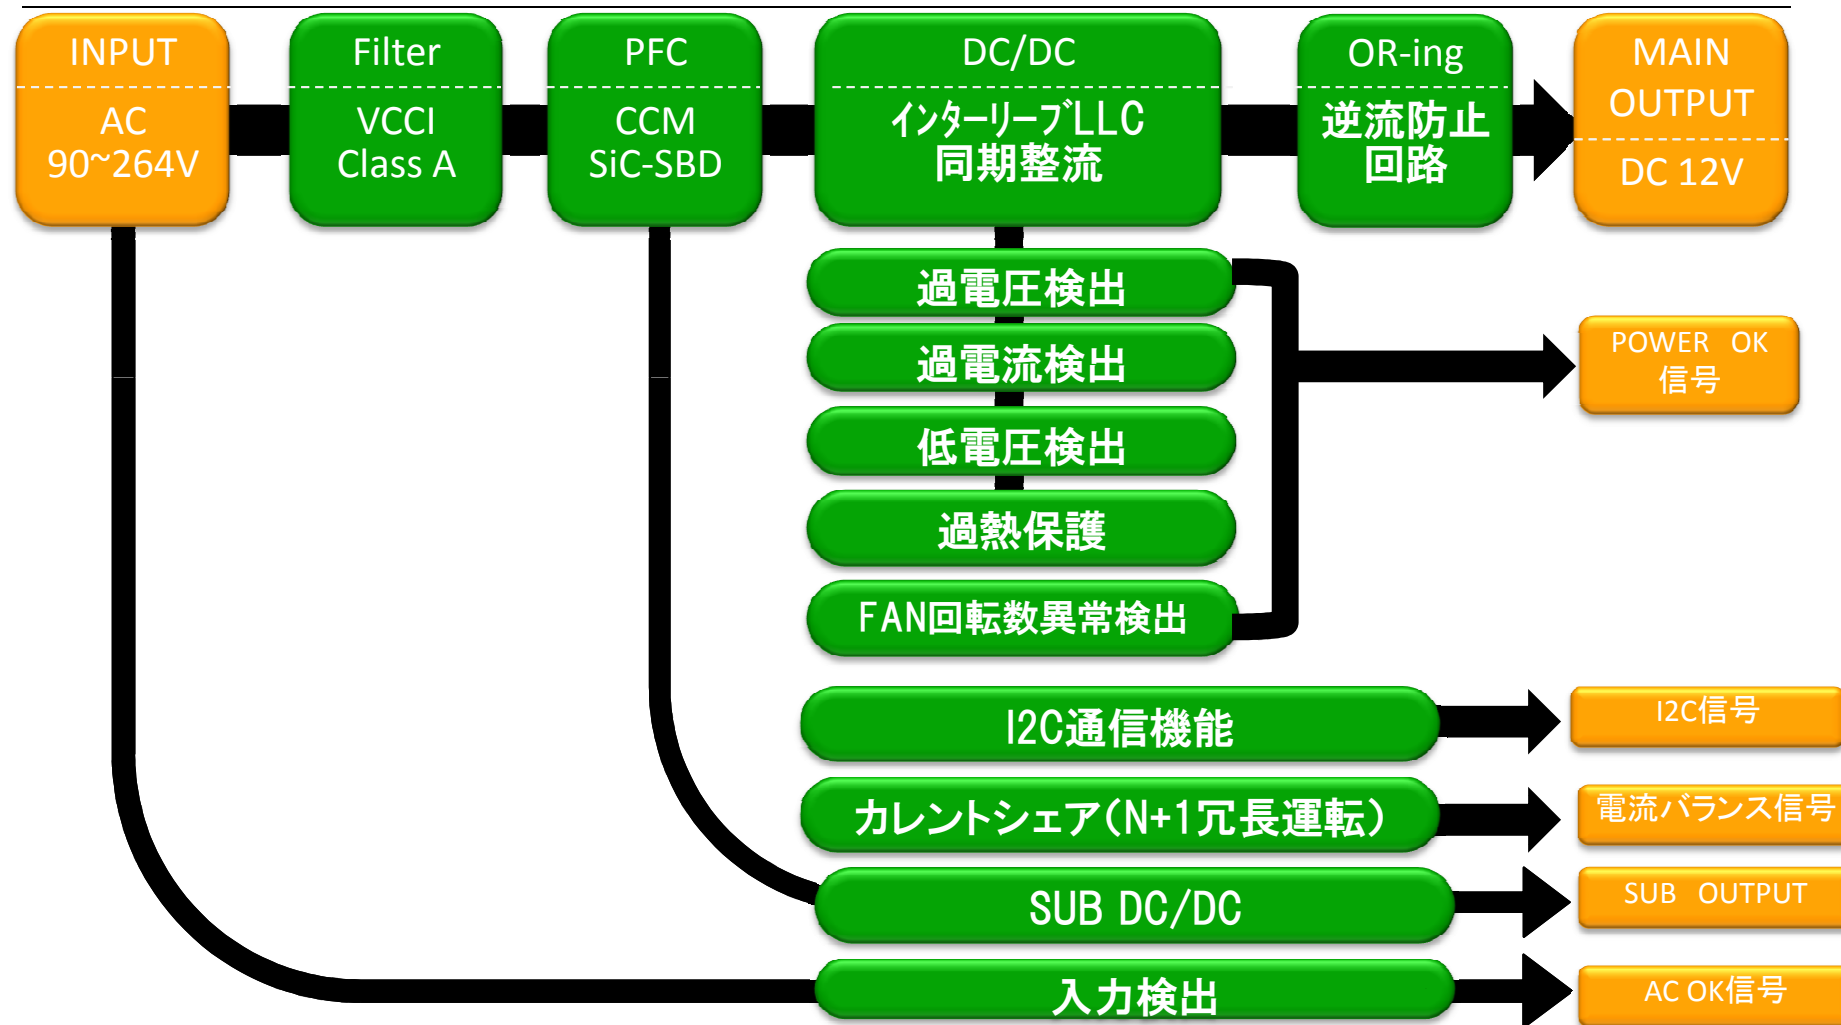 INPUT
AC
90~264V
Filter
VCCI
Class A
PFC
CCM
SiC-SBD
DC/DC
インターリーブLLC
同期整流
OR-ing
逆流防止
回路
MAIN
OUTPUT
DC 12V
過電圧検出
過電流検出
低電圧検出
過熱保護
FAN回転数異常検出
POWER OK
信号
I2C通信機能
I2C信号
カレントシェア(N+1冗長運転)
電流バランス信号
SUB DC/DC
SUB OUTPUT
入力検出
AC OK信号